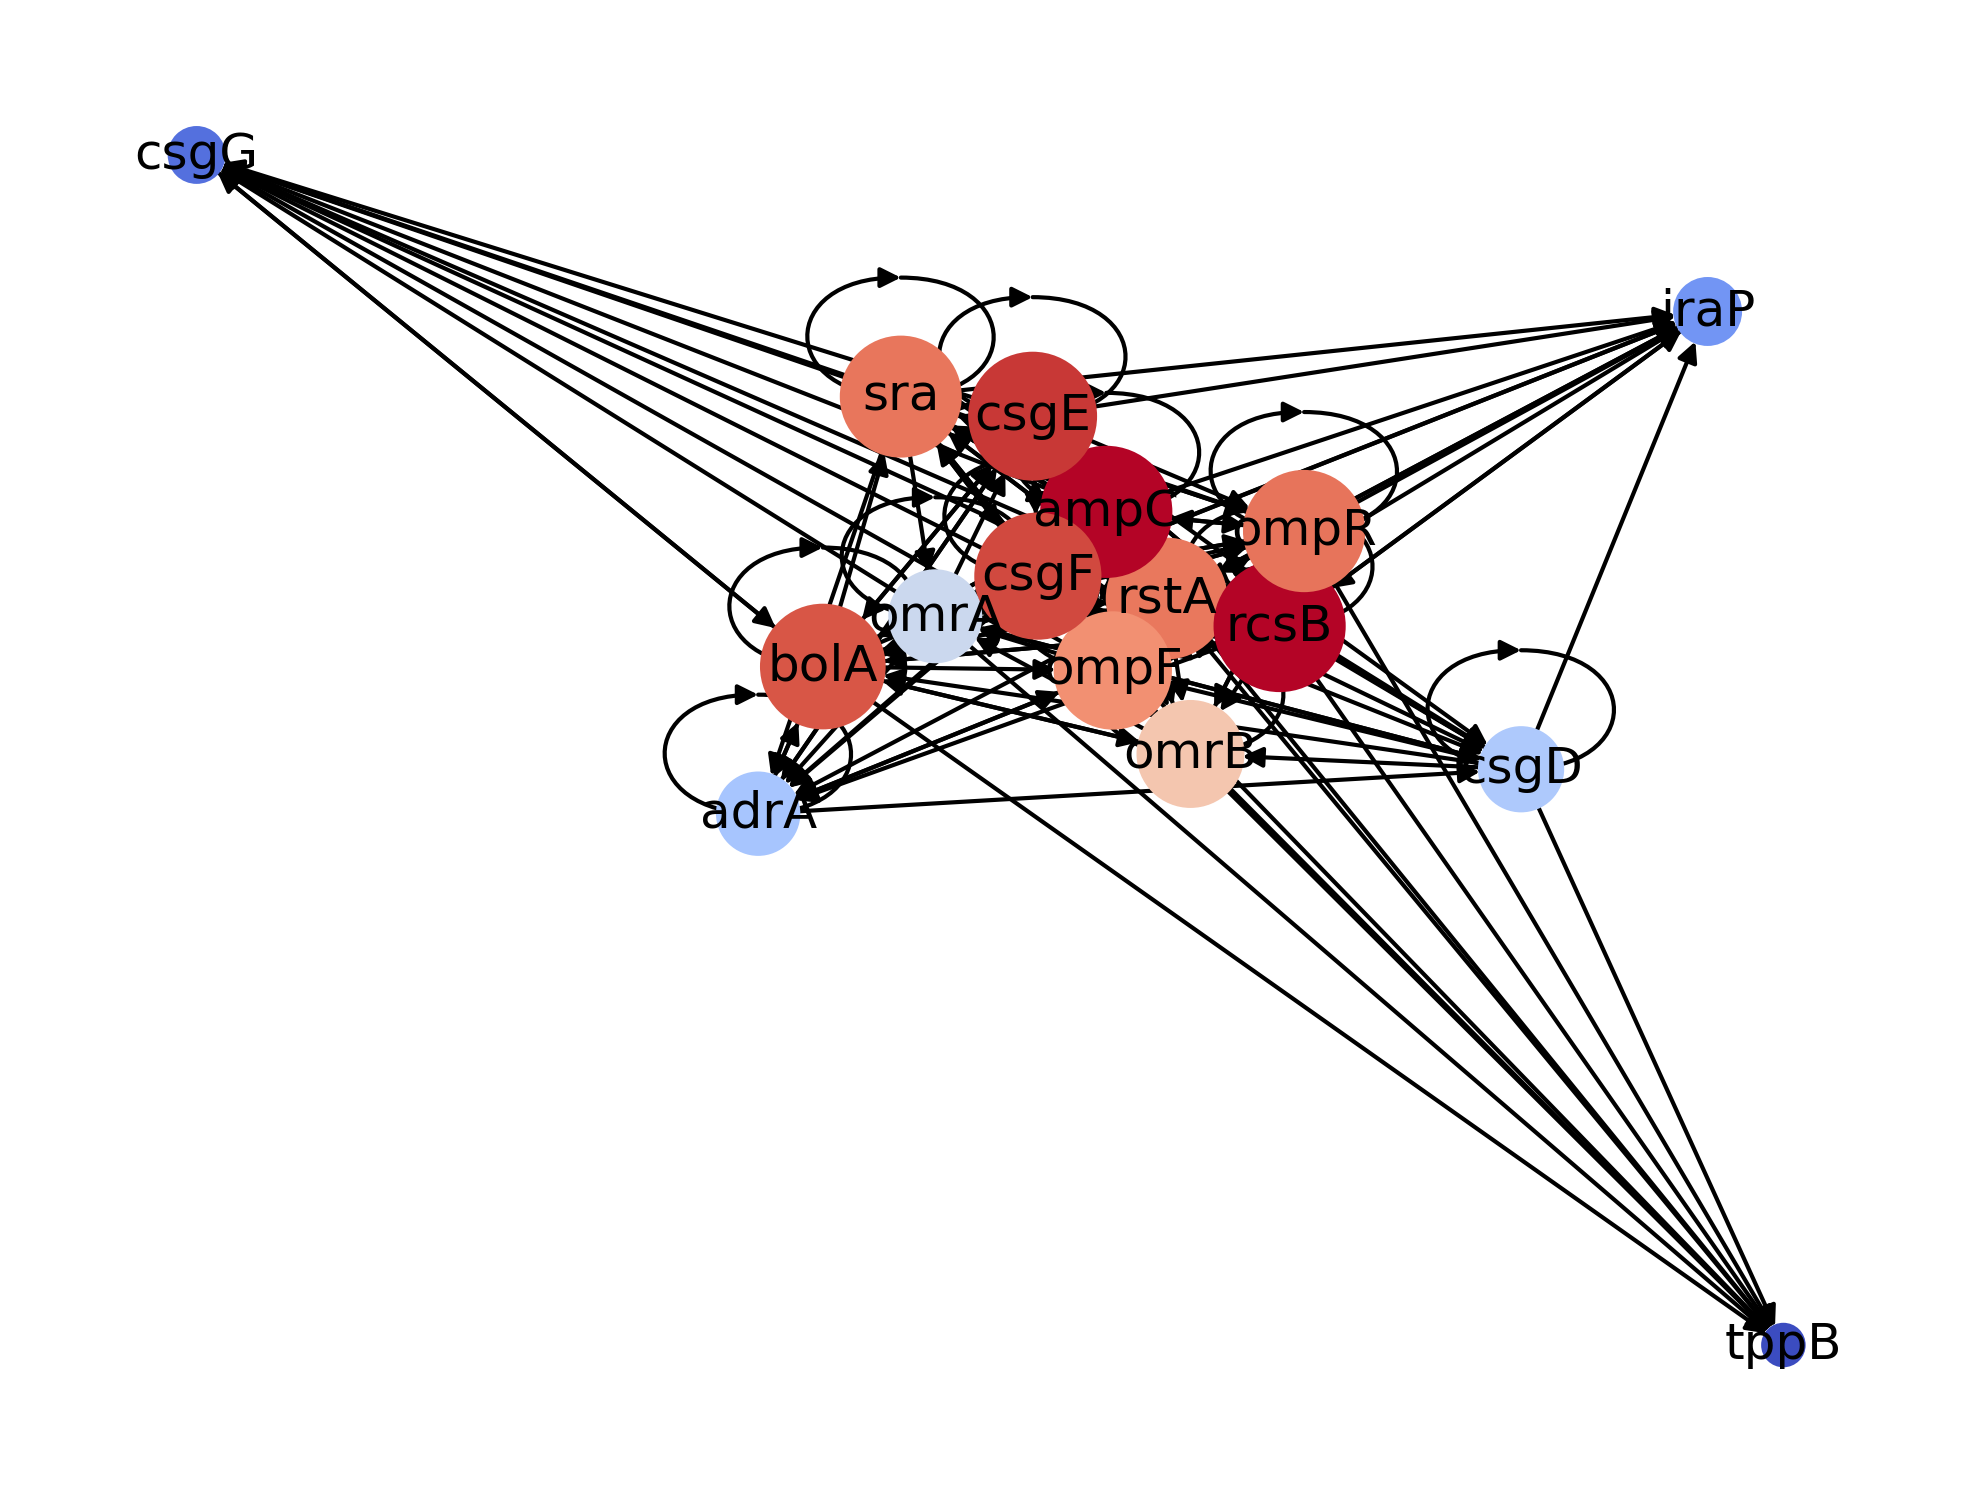 csgG
iraP
sra
csgE
ampC
ompR
csgF
rstA
omrA
rcsB
bolA
ompF
omrB
csgD
adrA
tppB